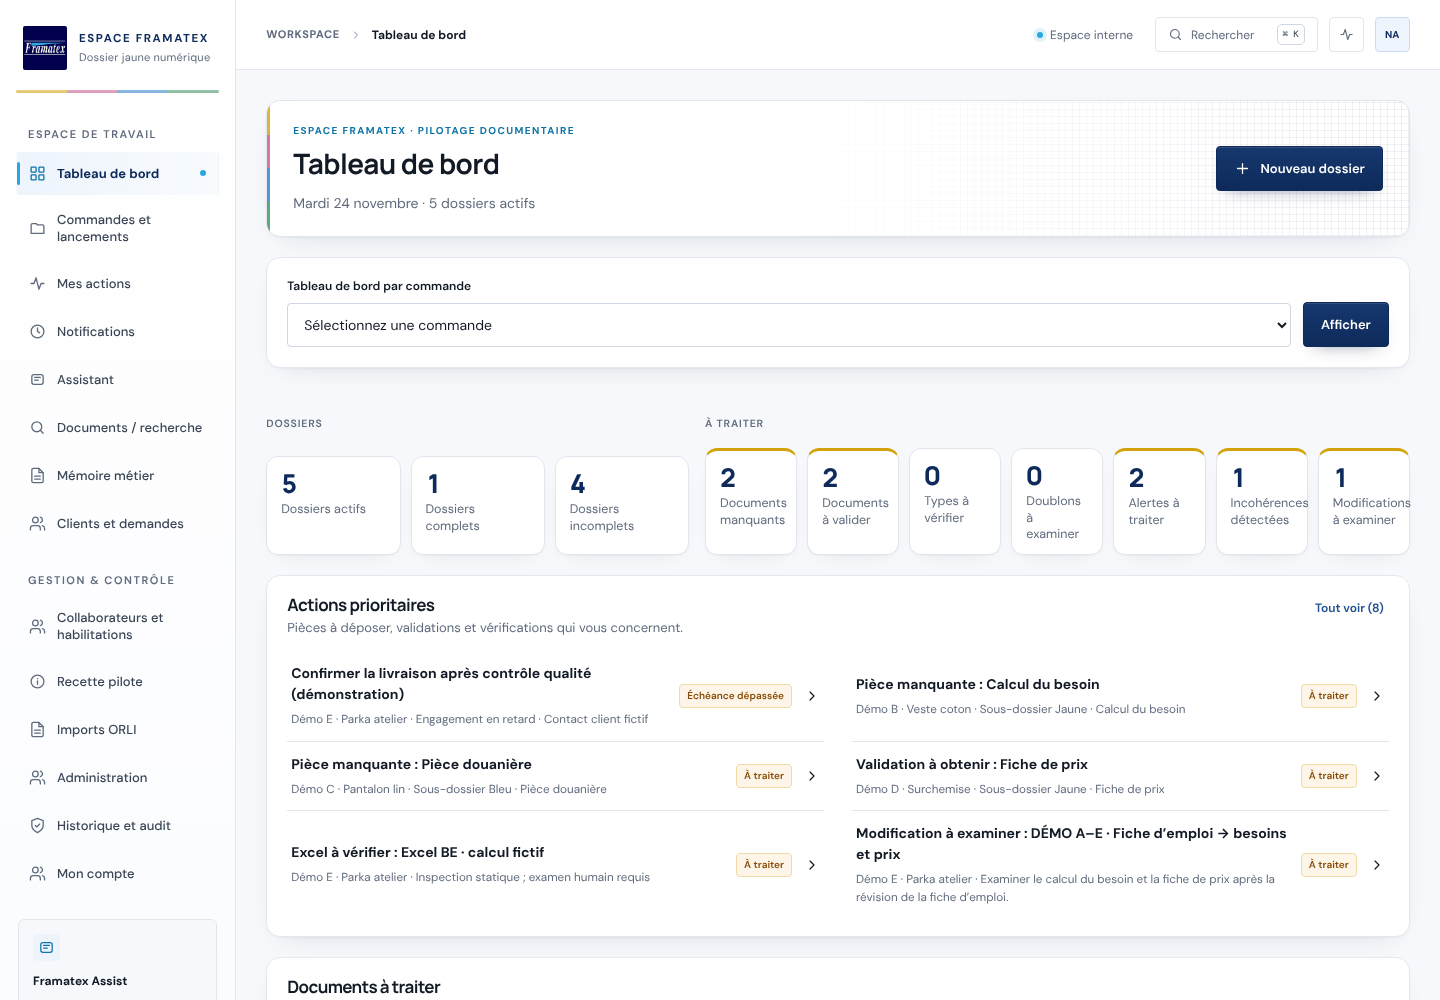 Framatex
ESPACE FRAMATEX
Dossier jaune numérique
ESPACE DE TRAVAIL
Tableau de bord
Commandes et
lancements
Mes actions
Notifications
Assistant
Documents / recherche
Mémoire métier
Clients et demandes
GESTION & CONTRÔLE
Collaborateurs et
habilitations
Recette pilote
Imports ORLI
Administration
Historique et audit
Mon compte
Framatex Assist
WORKSPACE
Tableau de bord
Espace interne
Rechercher
⌘ K
NA
ESPACE FRAMATEX · PILOTAGE DOCUMENTAIRE
Tableau de bord
Mardi 24 novembre · 5 dossiers actifs
Nouveau dossier
Tableau de bord par commande
Sélectionnez une commande
Afficher
DOSSIERS
5
Dossiers actifs
1
Dossiers
complets
4
Dossiers
incomplets
À TRAITER
2
Documents
manquants
2
Documents
à valider
0
Types à
vérifier
0
Doublons
à
examiner
2
Alertes à
traiter
1
Incohérences
détectées
1
Modifications
à examiner
Actions prioritaires
Pièces à déposer, validations et vérifications qui vous concernent.
Tout voir (8)
Confirmer la livraison après contrôle qualité
(démonstration)
Démo E · Parka atelier · Engagement en retard · Contact client fictif
Échéance dépassée
Pièce manquante : Calcul du besoin
Démo B · Veste coton · Sous-dossier Jaune · Calcul du besoin
À traiter
Pièce manquante : Pièce douanière
Démo C · Pantalon lin · Sous-dossier Bleu · Pièce douanière
À traiter
Validation à obtenir : Fiche de prix
Démo D · Surchemise · Sous-dossier Jaune · Fiche de prix
À traiter
Excel à vérifier : Excel BE · calcul fictif
Démo E · Parka atelier · Inspection statique ; examen humain requis
À traiter
Modification à examiner : DÉMO A–E · Fiche d’emploi → besoins
et prix
Démo E · Parka atelier · Examiner le calcul du besoin et la fiche de prix après la
révision de la fiche d’emploi.
À traiter
Documents à traiter